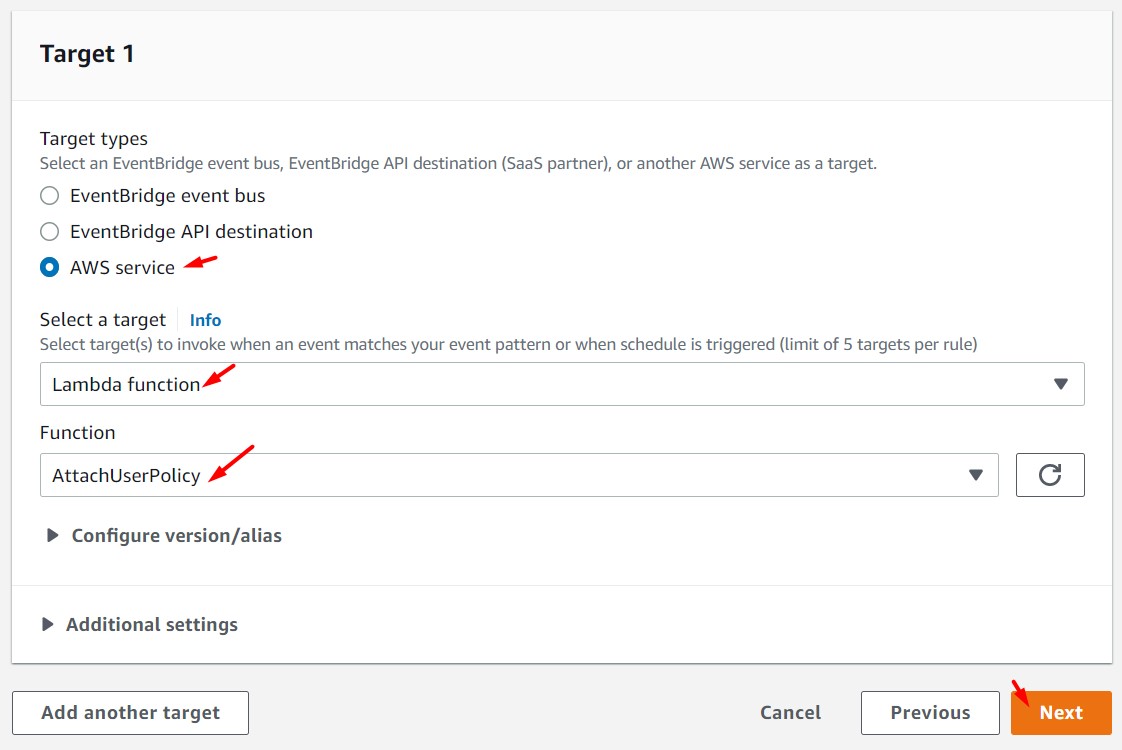 Target 1
Target types
Select an EventBridge event bus, EventBridge API destination (SaaS partner), or another AWS service as a target.
EventBridge event bus
EventBridge API destination
AWS service
Select a target Info
Select target(s) to invoke when an event matches your event pattern or when schedule is triggered (limit of 5 targets per rule)
Lambda function
Function
AttachUserPolicy
Configure version/alias
Additional settings
Add another target Cancel Previous Next